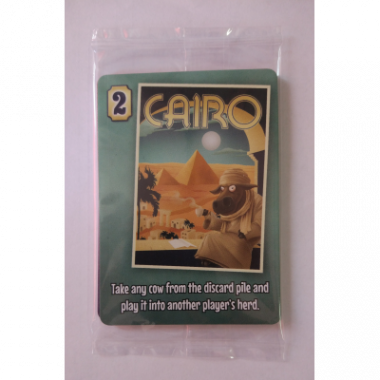 2
CAIRO
Take any cow from the discard pile and
play it into another player's herd.